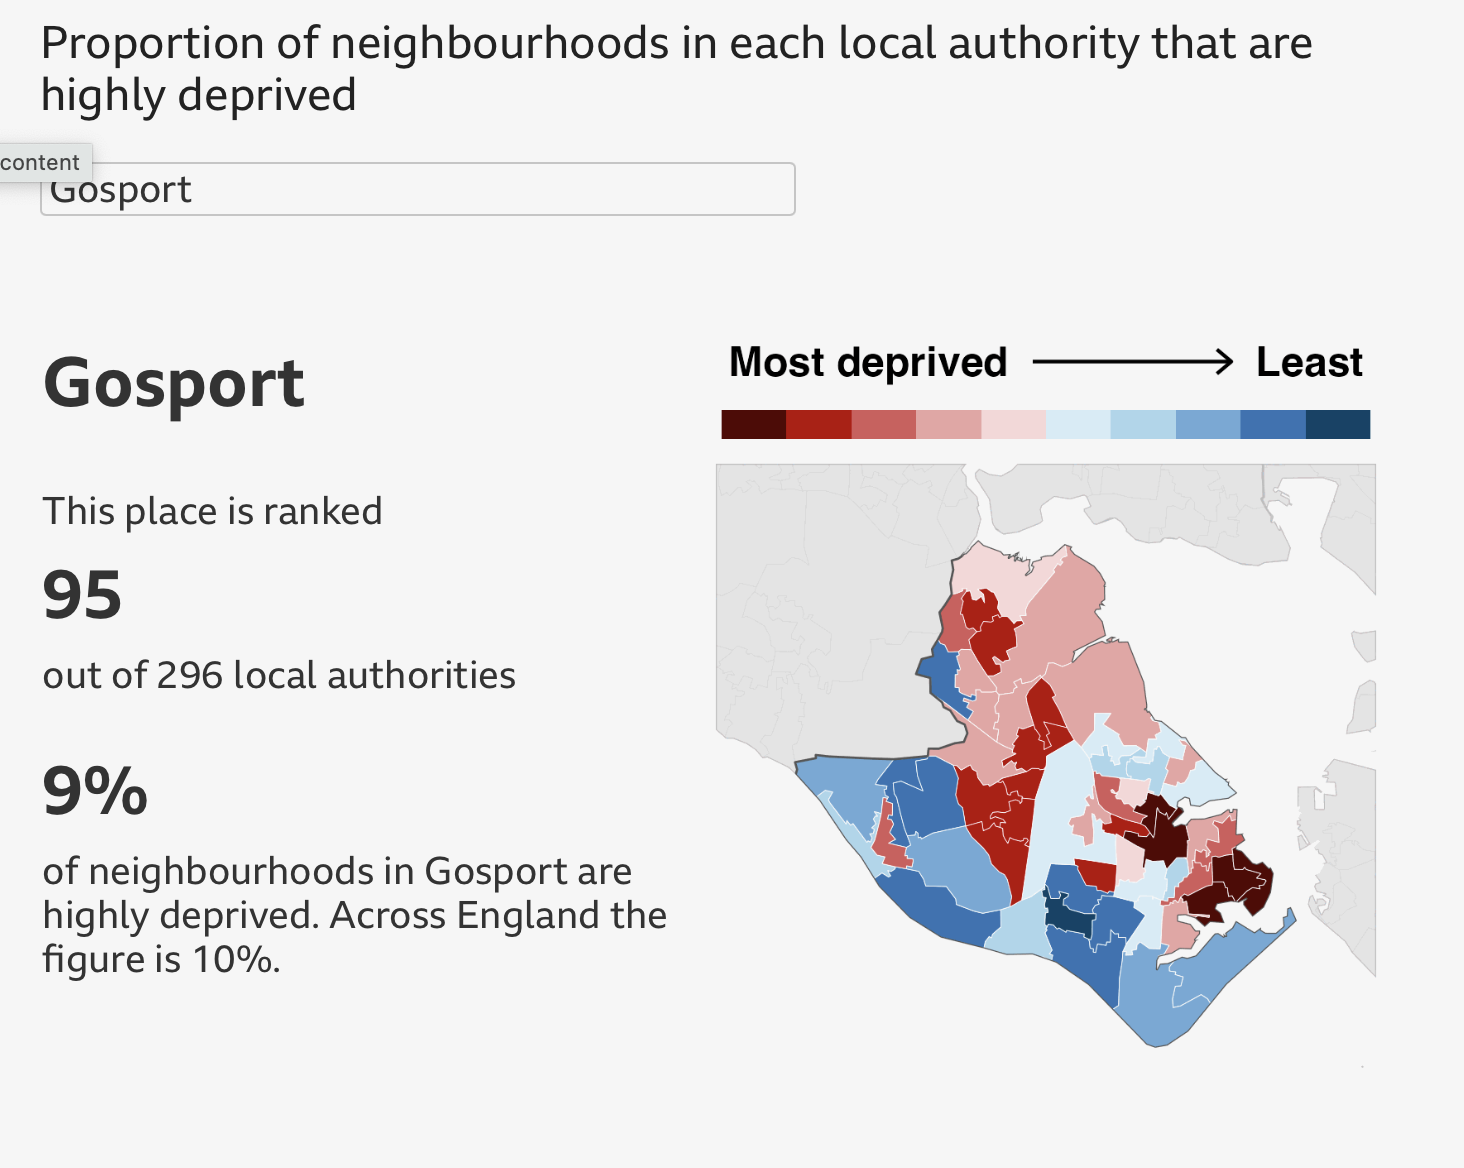 Proportion of neighbourhoods in each local authority that are
highly deprived
content
Gosport
Gosport
Most deprived
Least
This place is ranked
95
out of 296 local authorities
9%
of neighbourhoods in Gosport are
highly deprived. Across England the
figure is 10%.